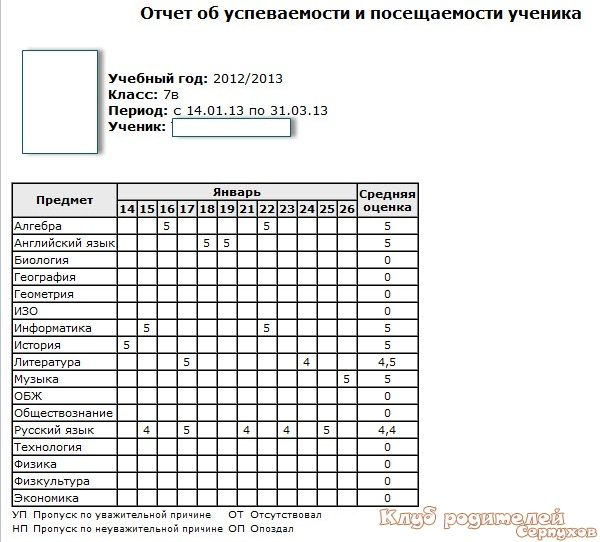 Отчет об успеваемости и посещаемости ученика
Учебный год: 2012/2013
Класс: 7в
Период: с 14.01.13 по 31.03.13
Ученик:
Предмет Январь Средняя оценка
14 15 16 17 18 19 21 22 23 24 25 26
Алгебра 5 5 5
Английский язык 5 5 5
Биология 0
География 0
Геометрия 0
ИЗО 0
Информатика 5 5 5
История 5 5
Литература 5 4 4,5
Музыка 5 5
ОБЖ 0
Обществознание 0
Русский язык 4 5 4 4 5 4,4
Технология 0
Физика 0
Физкультура 0
Экономика 0
УП Пропуск по уважительной причине ОТ Отсутствовал
НП Пропуск по неуважительной причине ОП Опоздал
Клуб родителей
Серпухов